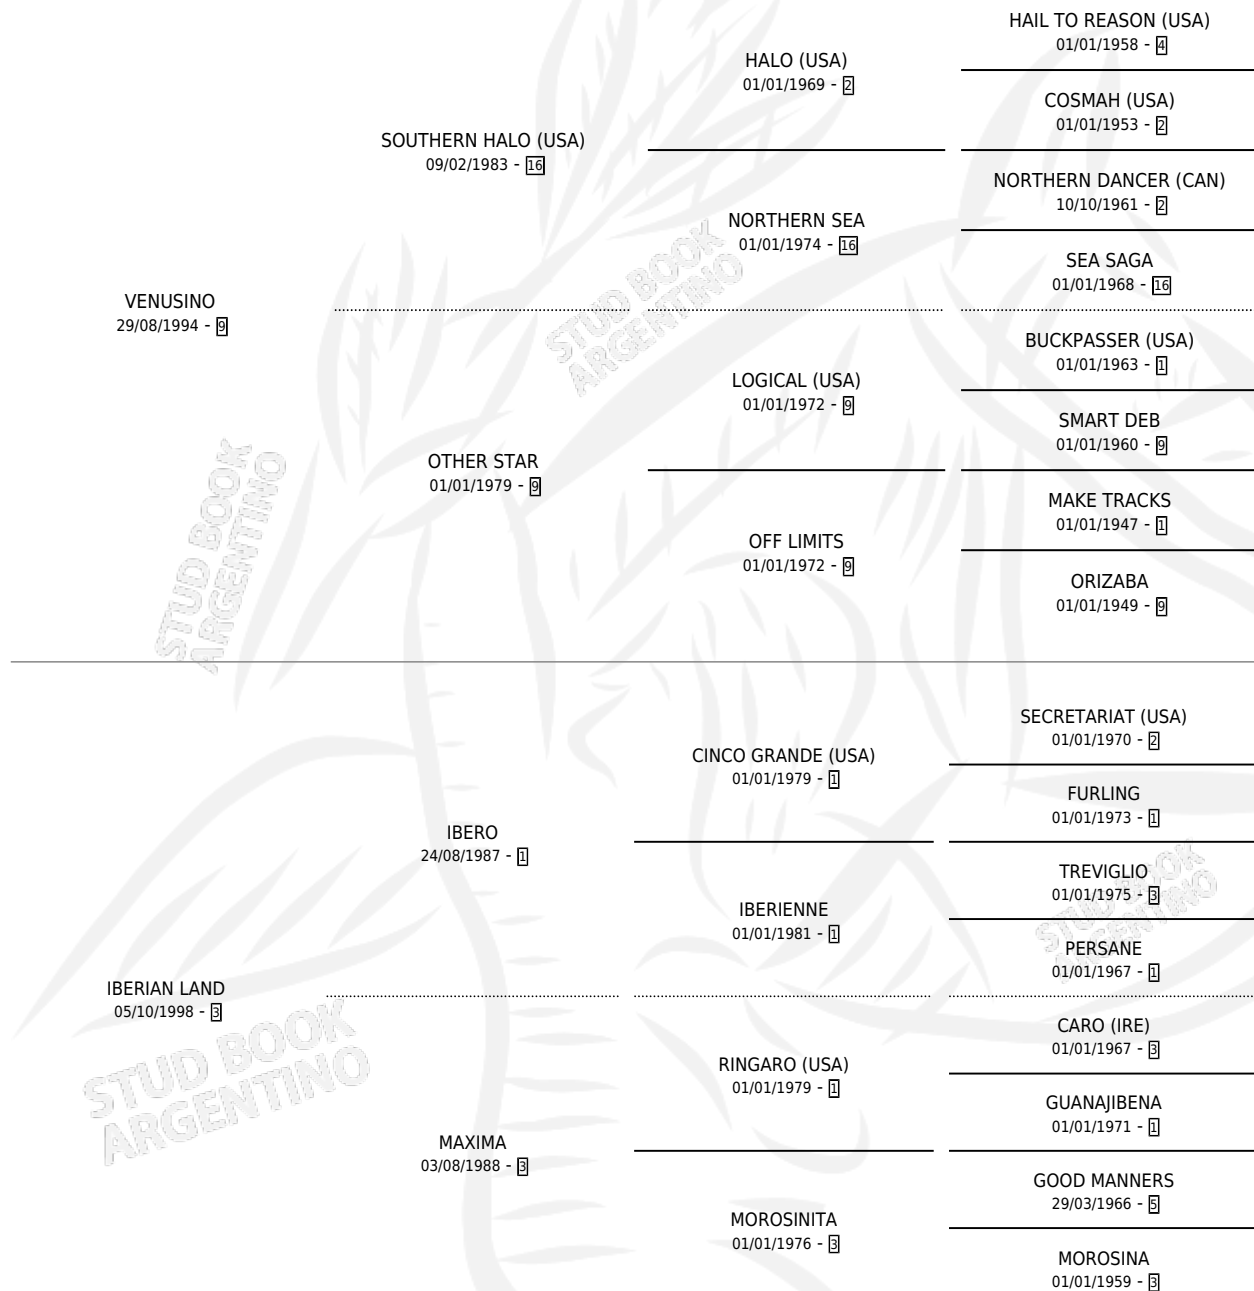 HAIL TO REASON (USA)
01/01/1958 - 4
HALO (USA)
01/01/1969 - 2
COSMAH (USA)
01/01/1953 - 2
SOUTHERN HALO (USA)
09/02/1983 - 16
NORTHERN DANCER (CAN)
10/10/1961 - 2
NORTHERN SEA
01/01/1974 - 16
SEA SAGA
01/01/1968 - 16
VENUSINO
29/08/1994 - 9
STUD BOOK
ARGENTINO
BUCKPASSER (USA)
01/01/1963 - 1
LOGICAL (USA)
01/01/1972 - 9
SMART DEB
01/01/1960 - 9
OTHER STAR
01/01/1979 - 9
MAKE TRACKS
01/01/1947 - 1
OFF LIMITS
01/01/1972 - 9
ORIZABA
01/01/1949 - 9
STUD BOOK
ARGENTINO
SECRETARIAT (USA)
01/01/1970 - 2
CINCO GRANDE (USA)
01/01/1979 - 1
FURLING
01/01/1973 - 1
IBERO
24/08/1987 - 1
TREVIGLIO
01/01/1975 - 3
IBERIENNE
01/01/1981 - 1
PERSANE
01/01/1967 - 1
STUD BOOK
ARGENTINO
IBERIAN LAND
05/10/1998 - 3
CARO (IRE)
01/01/1967 - 3
RINGARO (USA)
01/01/1979 - 1
GUANAJIBENA
01/01/1971 - 1
STUD BOOK
ARGENTINO
MAXIMA
03/08/1988 - 3
GOOD MANNERS
29/03/1966 - 5
MOROSINITA
01/01/1976 - 3
MOROSINA
01/01/1959 - 3